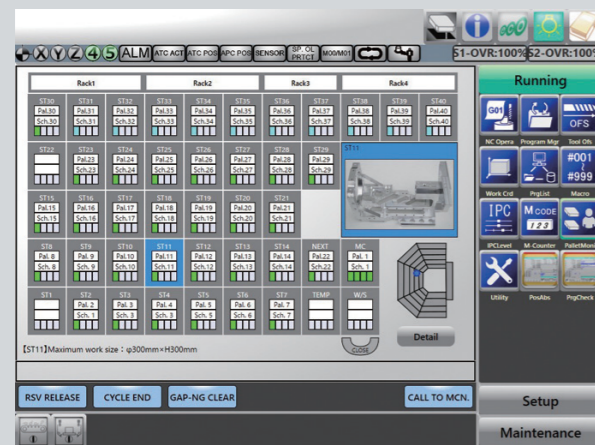 X Y Z 4 5 ALM ATC ACT ATC POS APC POS SENSOR SP. OL PRTCT M00/M01 S1-OVR:100% S2-OVR:100%
Running
Rack1 Rack2 Rack3 Rack4
ST30 ST31 ST32 ST33 ST34 ST35 ST36 ST37 ST38 ST39 ST40
Pal.30 Pal.31 Pal.32 Pal.33 Pal.34 Pal.35 Pal.36 Pal.37 Pal.38 Pal.39 Pal.40
Sch.30 Sch.31 Sch.32 Sch.33 Sch.34 Sch.35 Sch.36 Sch.37 Sch.38 Sch.39 Sch.40
ST22 ST23 ST24 ST25 ST26 ST27 ST28 ST29 ST11
Pal.23 Pal.24 Pal.25 Pal.26 Pal.27 Pal.28 Pal.29
Sch.23 Sch.24 Sch.25 Sch.26 Sch.27 Sch.28 Sch.29
ST15 ST16 ST17 ST18 ST19 ST20 ST21
Pal.15 Pal.16 Pal.17 Pal.18 Pal.19 Pal.20 Pal.21
Sch.15 Sch.16 Sch.17 Sch.18 Sch.19 Sch.20 Sch.21
ST8 ST9 ST10 ST11 ST12 ST13 ST14 NEXT MC
Pal. 8 Pal. 9 Pal.10 Pal.11 Pal.12 Pal.13 Pal.14 Pal.22 Pal. 1
Sch. 8 Sch. 9 Sch.10 Sch.11 Sch.12 Sch.13 Sch.14 Sch.22 Sch. 1
ST1 ST2 ST3 ST4 ST5 ST6 ST7 TEMP W/S
Pal. 2 Pal. 3 Pal. 4 Pal. 5 Pal. 6 Pal. 7
Sch. 1 Sch. 3 Sch. 3 Sch. 5 Sch. 6 Sch. 7
【ST11】Maximum work size : φ300mm×H300mm
CLOSE
Detail
G01 OFS
NC Opera Program Mgr Tool Ofs
#001
~
#999
Work Crd PrgList Macro
IPC M CODE
1 2 3
IPCLevel M-Counter PalletMoni
Utility PosAbs PrgCheck
RSV RELEASE CYCLE END GAP-NG CLEAR CALL TO MCN.
Setup
Maintenance